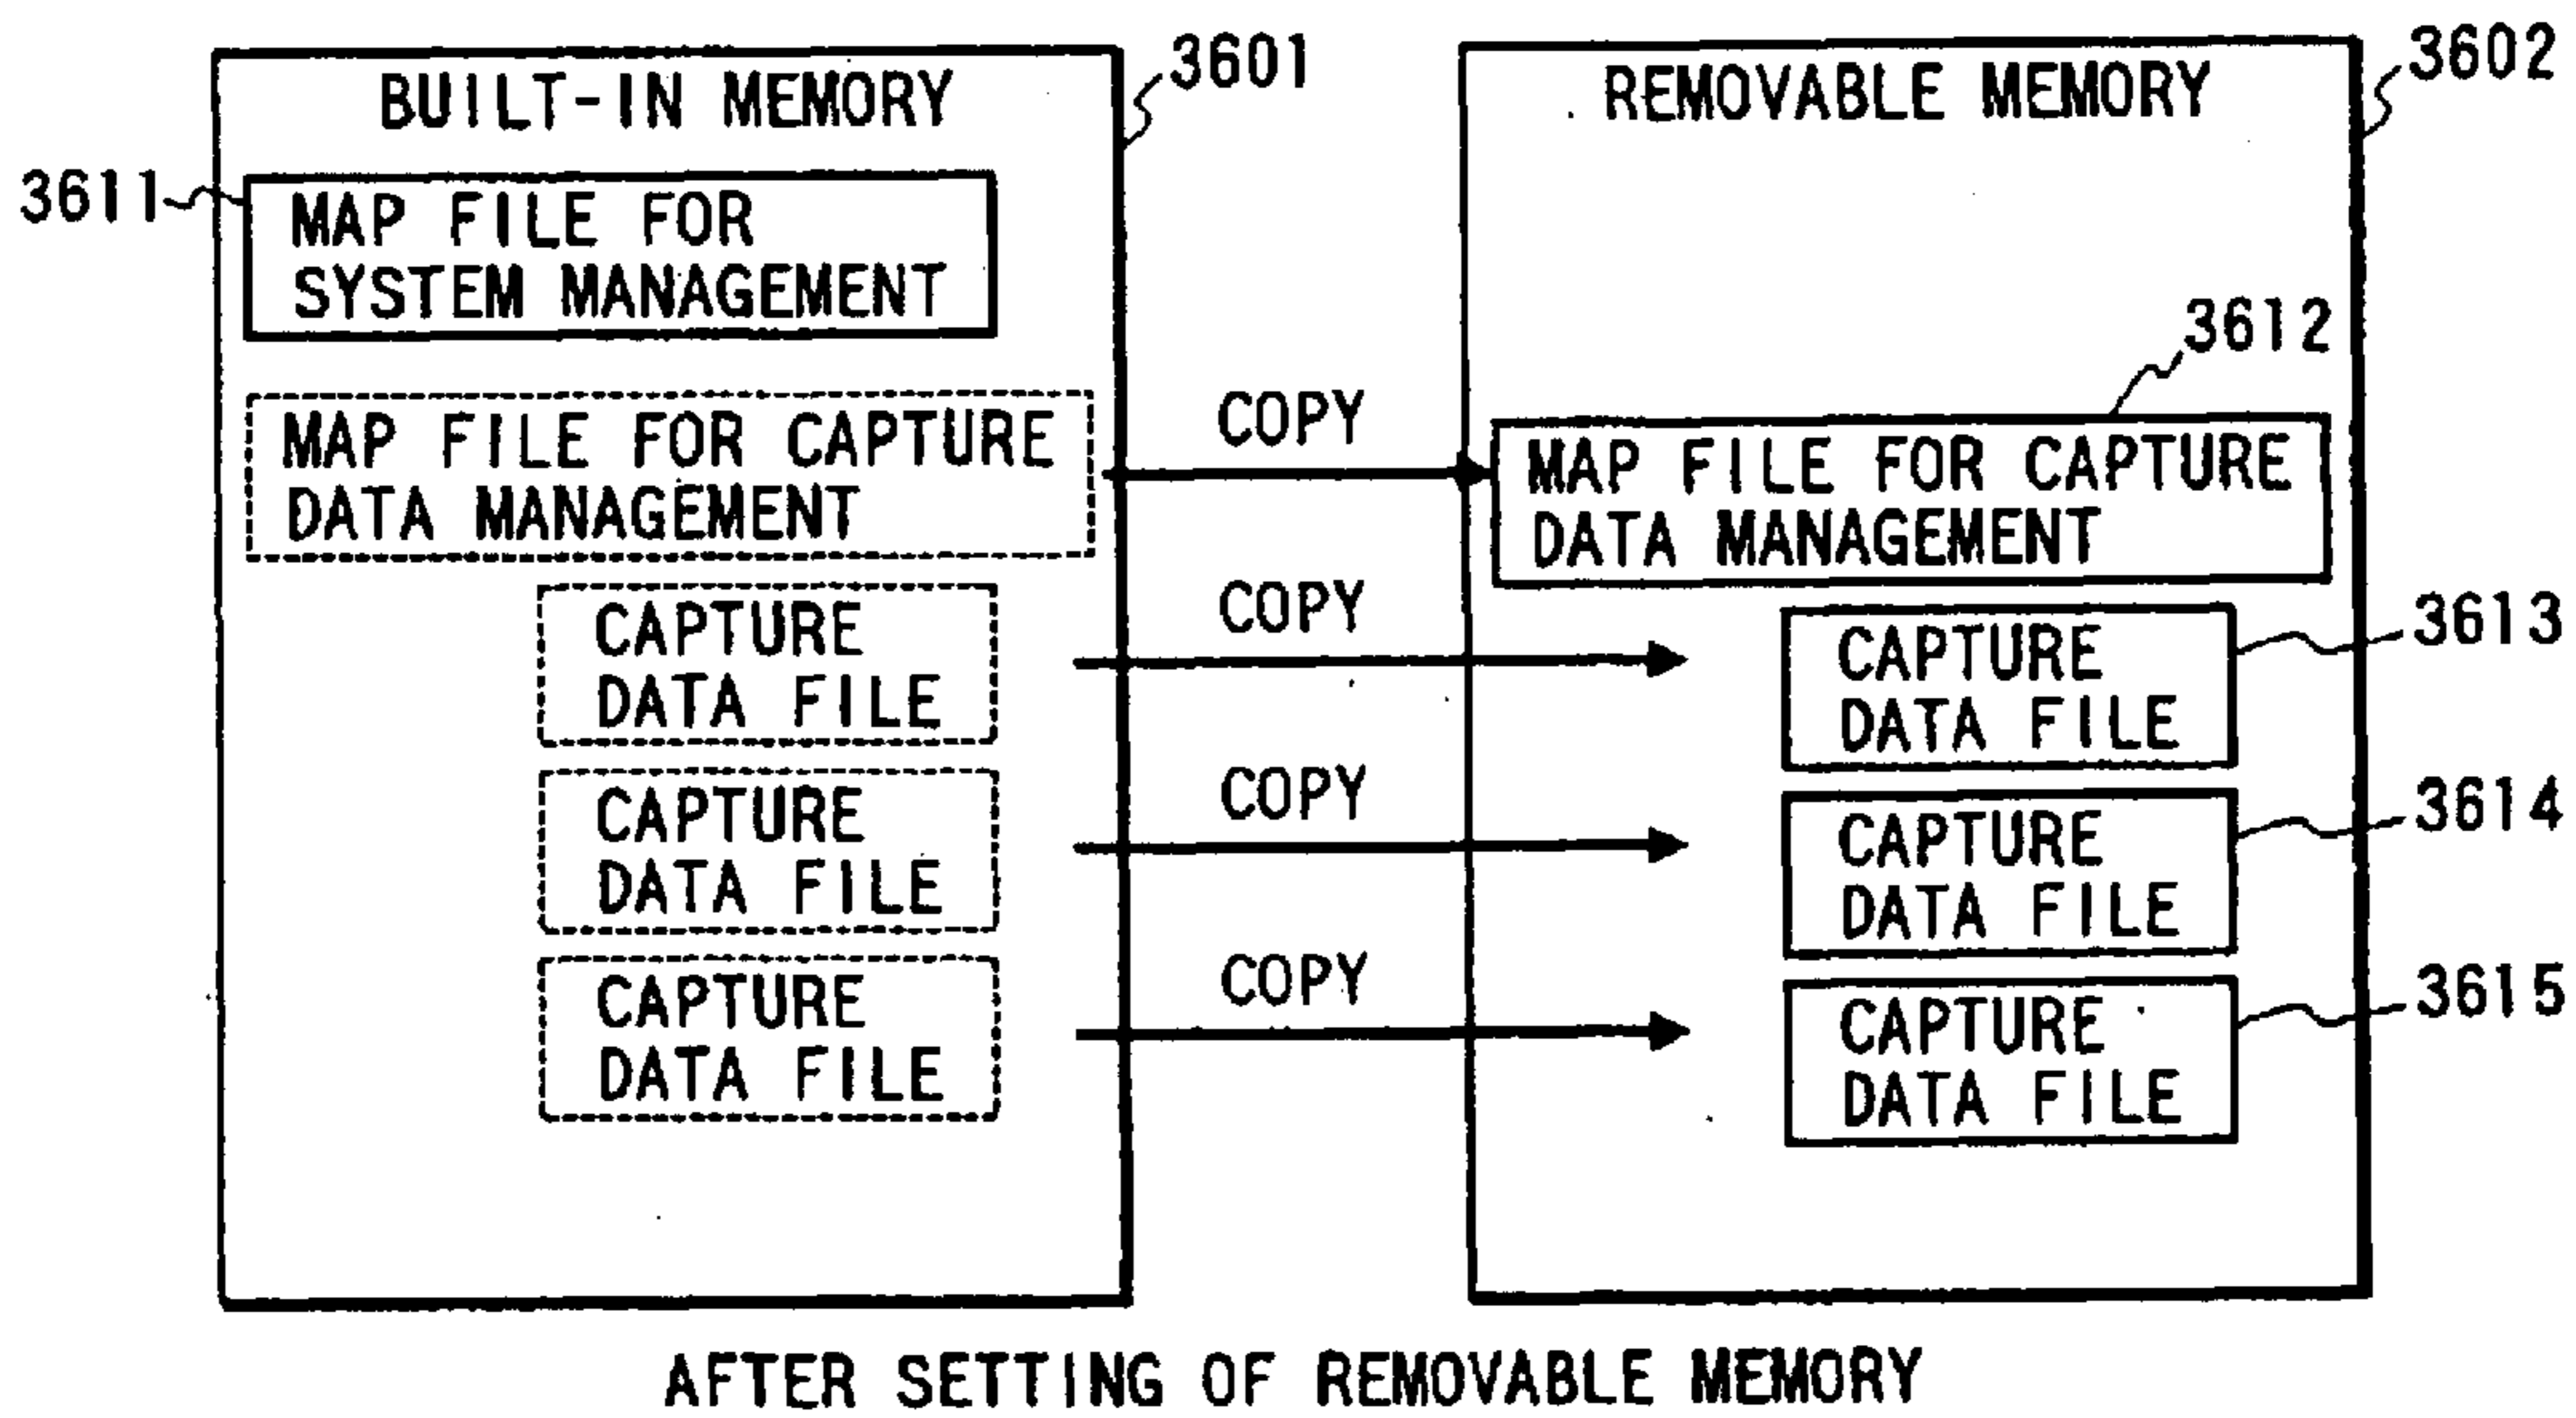 BUILT-IN MEMORY
3601
3611
MAP FILE FOR
SYSTEM MANAGEMENT
MAP FILE FOR CAPTURE
DATA MANAGEMENT
CAPTURE
DATA FILE
CAPTURE
DATA FILE
CAPTURE
DATA FILE
COPY
COPY
COPY
COPY
REMOVABLE MEMORY
3602
3612
MAP FILE FOR CAPTURE
DATA MANAGEMENT
CAPTURE
DATA FILE
3613
CAPTURE
DATA FILE
3614
CAPTURE
DATA FILE
3615
AFTER SETTING OF REMOVABLE MEMORY